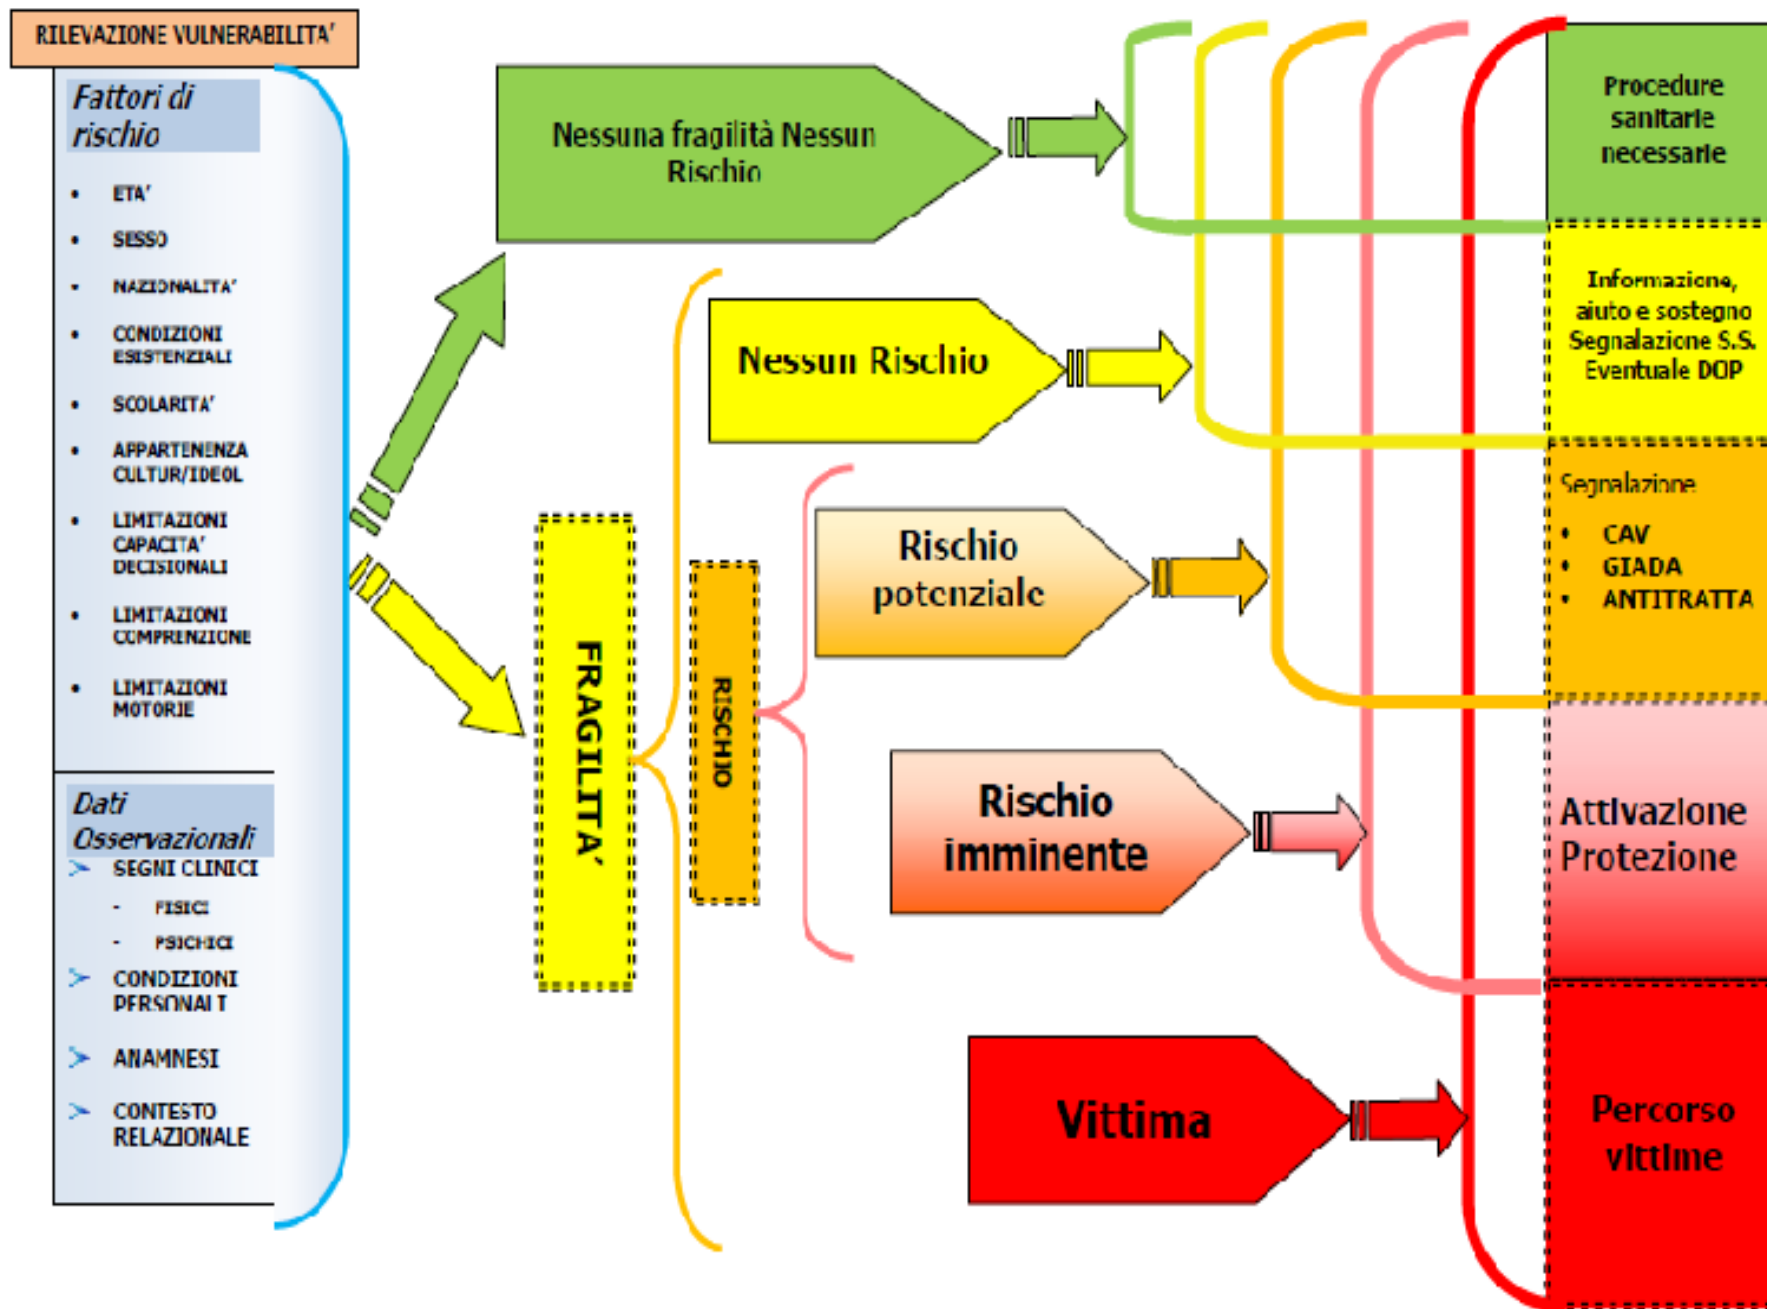 RILEVAZIONE VULNERABILITA'
Fattori di
rischio
• ETA'
• SESSO
• NAZIONALITA'
• CONDIZIONI
ESISTENZIALI
• SCOLARITA'
• APPARTENENZA
CULTUR/IDEOL
• LIMITAZIONI
CAPACITA'
DECISIONALI
• LIMITAZIONI
COMPRENZIONE
• LIMITAZIONI
MOTORIE
Dati
Osservazionali
➢ SEGNI CLINICI
- FISICI
- PSICHICI
➢ CONDIZIONI
PERSONALI
➢ ANAMNESI
➢ CONTESTO
RELAZIONALE
Nessuna fragilità Nessun
Rischio
FRAGILITA'
Nessun Rischio
RISCHIO
Rischio
potenziale
Rischio
imminente
Vittima
Procedure
sanitarie
necessarie
Informazione,
aiuto e sostegno
Segnalazione S.S.
Eventuale DOP
Segnalazione
• CAV
• GIADA
• ANTITRATTA
Attivazione
Protezione
Percorso
vittime